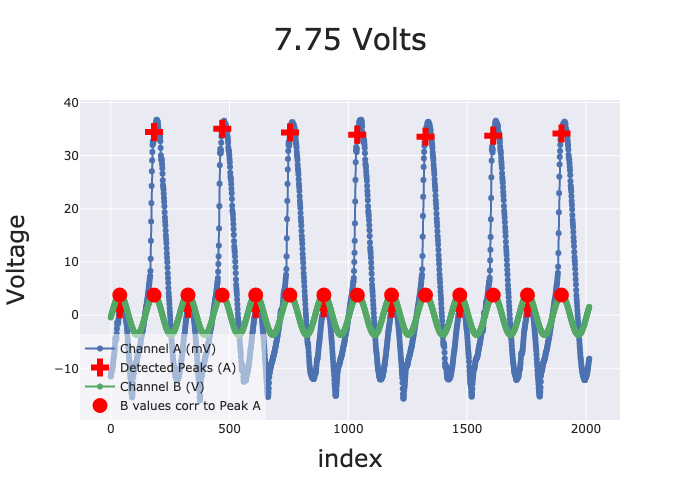 7.75 Volts
40
30
20
10
0
−10
Voltage
Channel A (mV)
Detected Peaks (A)
Channel B (V)
B values corr to Peak A
0
500
1000
1500
2000
index